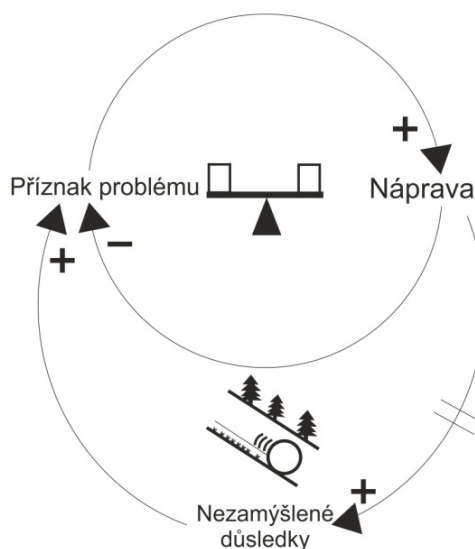 +
Příznak problému
Náprava
+
−
+
Nezamýšlené
důsledky